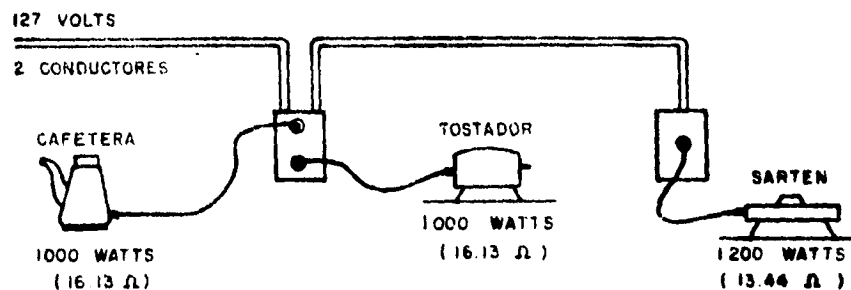 127 VOLTS
2 CONDUCTORES
CAFETERA
TOSTADOR
SARTEN
1000 WATTS
(16.13 Ω)
1000 WATTS
(16.13 Ω)
1200 WATTS
(13.44 Ω)